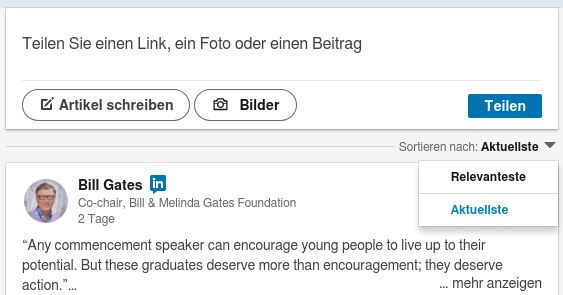 Teilen Sie einen Link, ein Foto oder einen Beitrag
Artikel schreiben
Bilder
Teilen
Sortieren nach: Aktuellste
Relevanteste
Aktuellste
Bill Gates in
Co-chair, Bill & Melinda Gates Foundation
2 Tage
“Any commencement speaker can encourage young people to live up to their
potential. But these graduates deserve more than encouragement; they deserve
action.”...
... mehr anzeigen